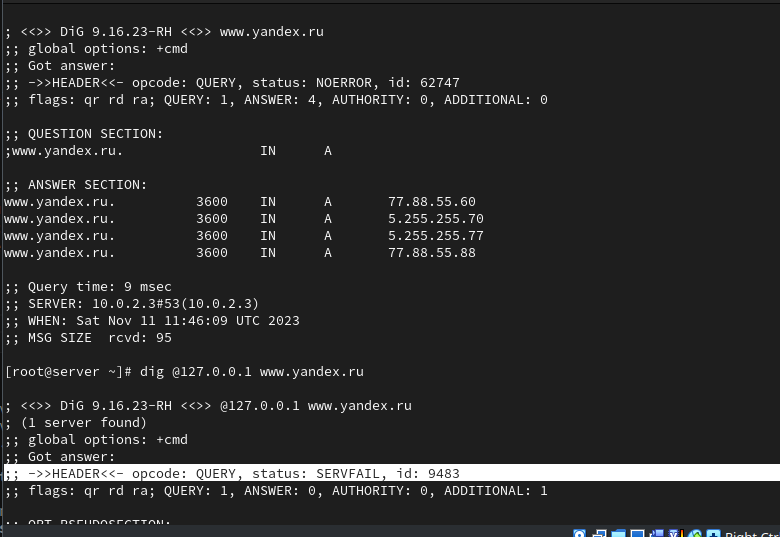 ; <<>> DiG 9.16.23-RH <<>> www.yandex.ru
;; global options: +cmd
;; Got answer:
;; ->>HEADER<<- opcode: QUERY, status: NOERROR, id: 62747
;; flags: qr rd ra; QUERY: 1, ANSWER: 4, AUTHORITY: 0, ADDITIONAL: 0
;; QUESTION SECTION:
;www.yandex.ru. IN A
;; ANSWER SECTION:
www.yandex.ru. 3600 IN A 77.88.55.60
www.yandex.ru. 3600 IN A 5.255.255.70
www.yandex.ru. 3600 IN A 5.255.255.77
www.yandex.ru. 3600 IN A 77.88.55.88
;; Query time: 9 msec
;; SERVER: 10.0.2.3#53(10.0.2.3)
;; WHEN: Sat Nov 11 11:46:09 UTC 2023
;; MSG SIZE rcvd: 95
[root@server ~]# dig @127.0.0.1 www.yandex.ru
; <<>> DiG 9.16.23-RH <<>> @127.0.0.1 www.yandex.ru
; (1 server found)
;; global options: +cmd
;; Got answer:
;; ->>HEADER<<- opcode: QUERY, status: SERVFAIL, id: 9483
;; flags: qr rd ra; QUERY: 1, ANSWER: 0, AUTHORITY: 0, ADDITIONAL: 1
;; OPT PSEUDOSECTION:
Right Ctr